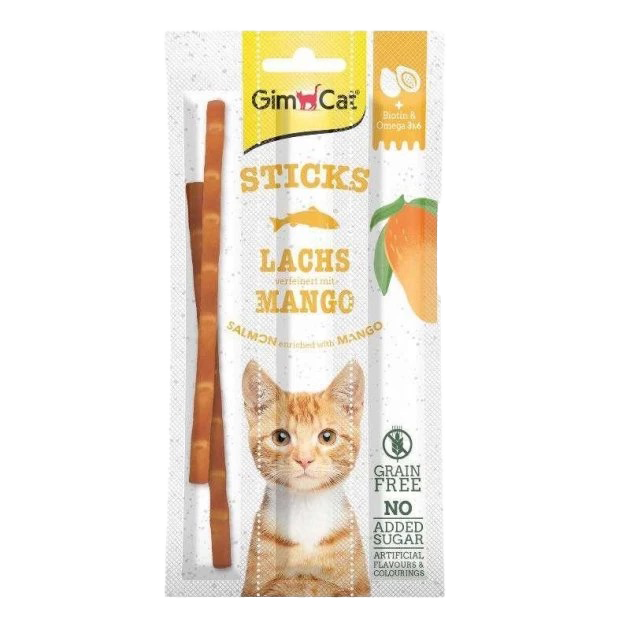 GimCat®
+
Biotin &
Omega 3&6
STICKS
LACHS
verfeinert mit
MANGO
SALMON enriched with MANGO
GRAIN
FREE
NO
ADDED
SUGAR
ARTIFICIAL
FLAVOURS &
COLOURINGS